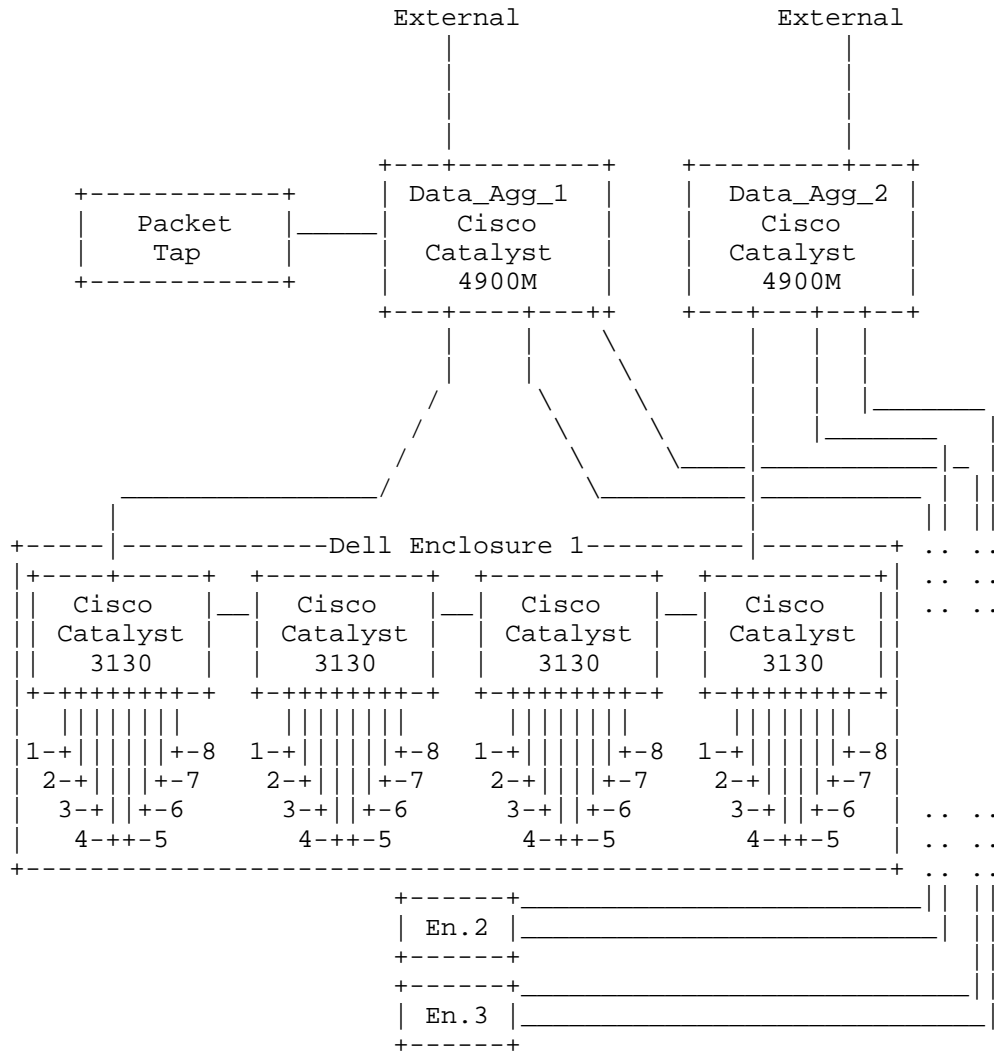 External External
Data_Agg_1 Data_Agg_2
Packet Cisco Cisco
Tap Catalyst Catalyst
4900M 4900M
Dell Enclosure 1
Cisco Cisco Cisco Cisco
Catalyst Catalyst Catalyst Catalyst
3130 3130 3130 3130
1 8 1 8 1 8 1 8
2 7 2 7 2 7 2 7
3 6 3 6 3 6 3 6
4 5 4 5 4 5 4 5
En.2
En.3